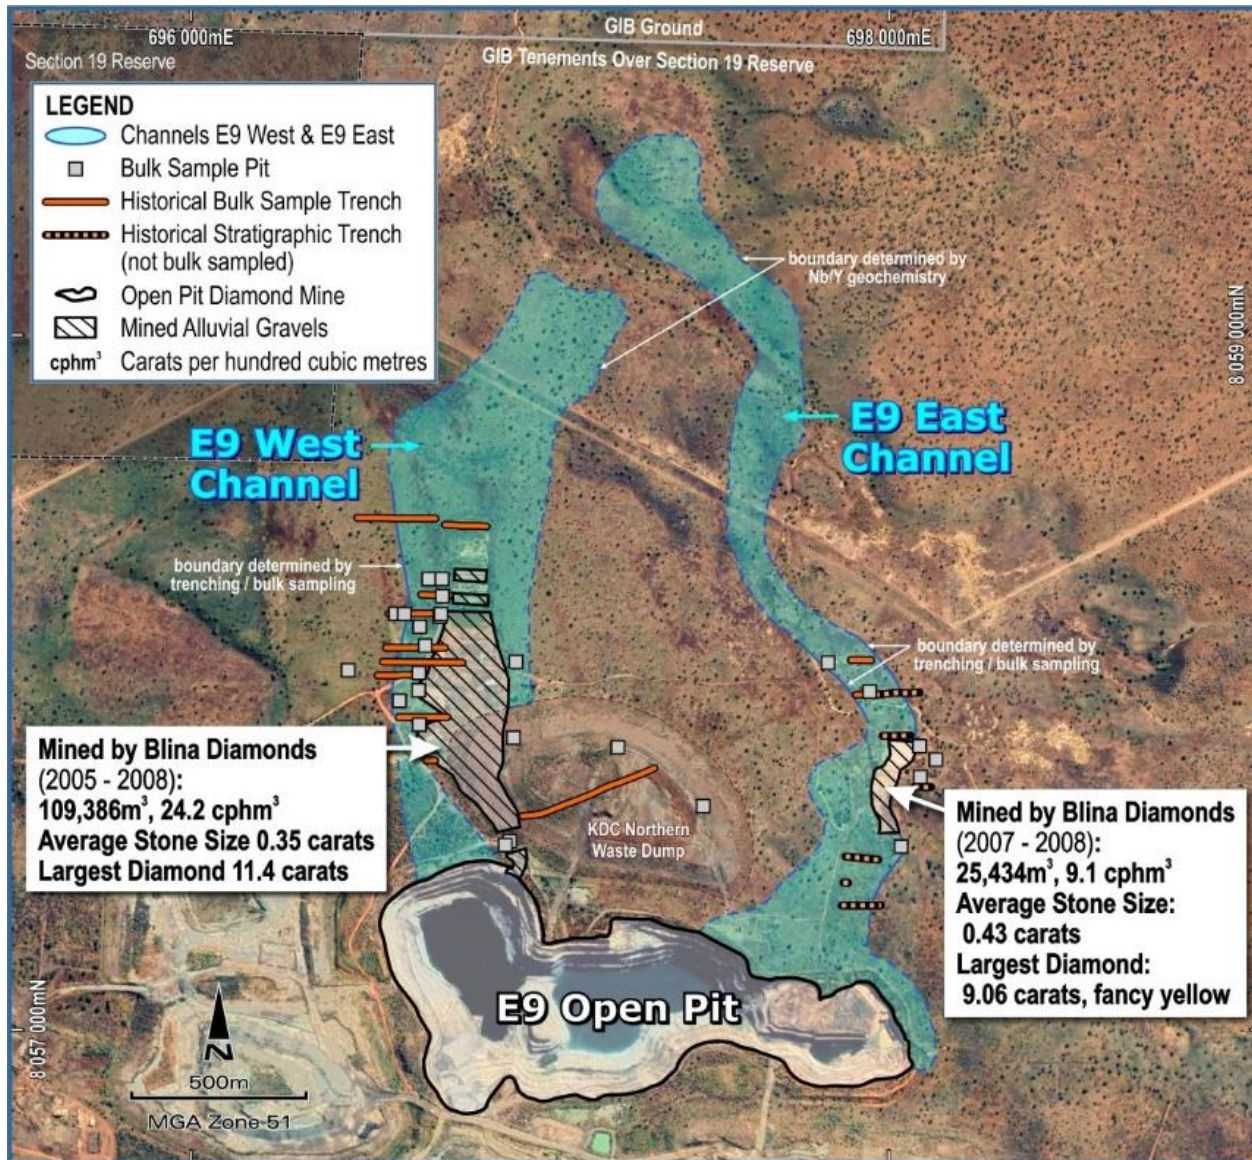 GIB Ground
696 000mE
698 000mE
Section 19 Reserve
GIB Tenements Over Section 19 Reserve
LEGEND
Channels E9 West & E9 East
Bulk Sample Pit
Historical Bulk Sample Trench
Historical Stratigraphic Trench
(not bulk sampled)
Open Pit Diamond Mine
Mined Alluvial Gravels
cphm³ Carats per hundred cubic metres
boundary determined by
Nb/Y geochemistry
8 059 000mN
E9 West
Channel
E9 East
Channel
boundary determined by
trenching / bulk sampling
boundary determined by
trenching / bulk sampling
Mined by Blina Diamonds
(2005 - 2008):
109,386m³, 24.2 cphm³
Average Stone Size 0.35 carats
Largest Diamond 11.4 carats
KDC Northern
Waste Dump
Mined by Blina Diamonds
(2007 - 2008):
25,434m³, 9.1 cphm³
Average Stone Size:
0.43 carats
Largest Diamond:
9.06 carats, fancy yellow
E9 Open Pit
8 057 000mN
N
500m
MGA Zone 51